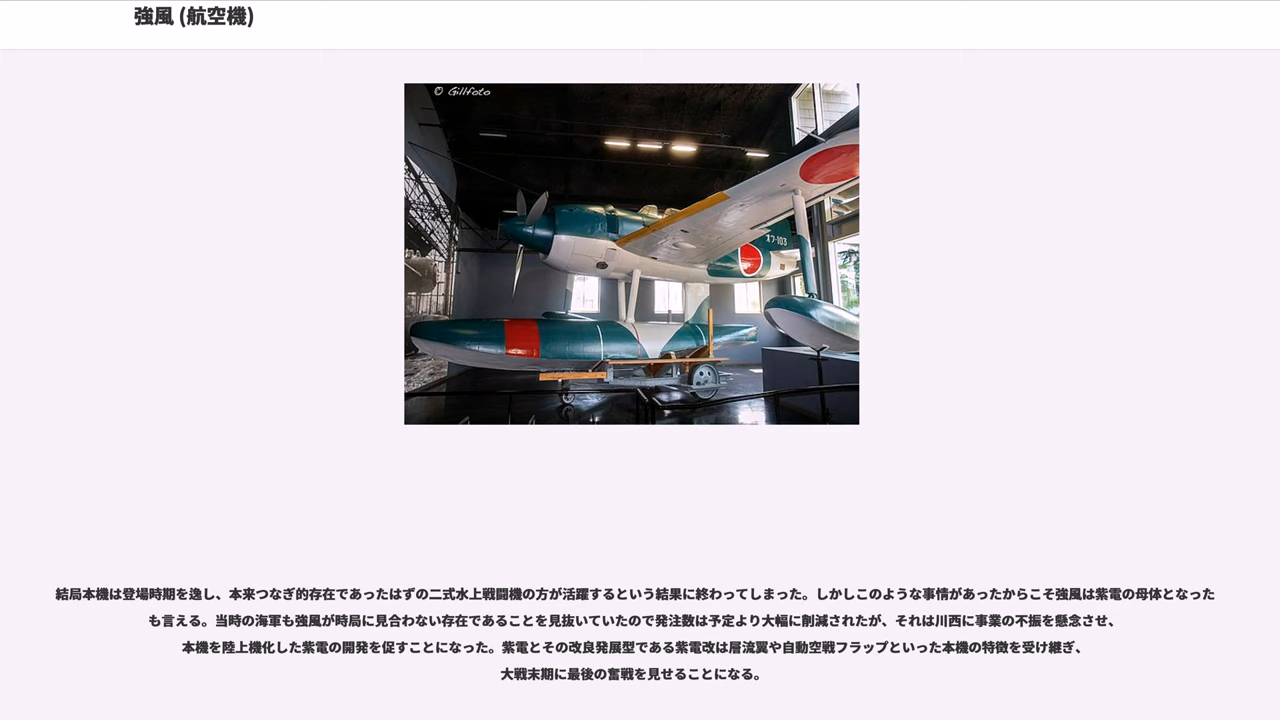 強風 (航空機)
© Gillfoto
オワ-103
結局本機は登場時期を逸し、本来つなぎ的存在であったはずの二式水上戦闘機の方が活躍するという結果に終わってしまった。しかしこのような事情があったからこそ強風は紫電の母体となった
も言える。当時の海軍も強風が時局に見合わない存在であることを見抜いていたので発注数は予定より大幅に削減されたが、それは川西に事業の不振を懸念させ、
本機を陸上機化した紫電の開発を促すことになった。紫電とその改良発展型である紫電改は層流翼や自動空戦フラップといった本機の特徴を受け継ぎ、
大戦末期に最後の奮戦を見せることになる。